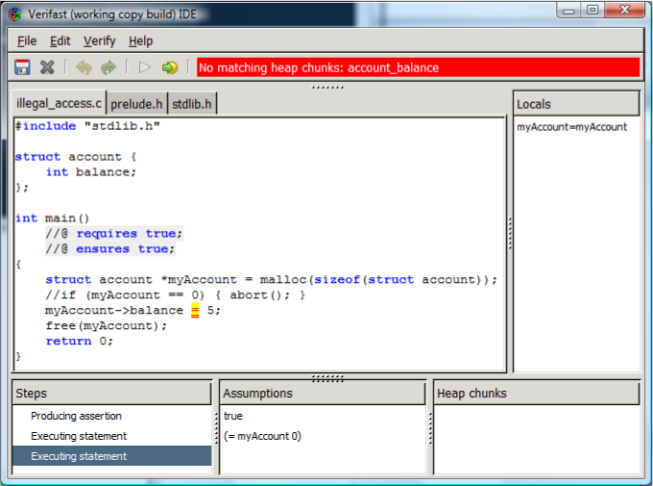 Verifast (working copy build) IDE
File Edit Verify Help
No matching heap chunks: account_balance
illegal_access.c prelude.h stdlib.h
#include "stdlib.h"
struct account {
    int balance;
};
int main()
    //@ requires true;
    //@ ensures true;
{
    struct account *myAccount = malloc(sizeof(struct account));
    //if (myAccount == 0) { abort(); }
    myAccount->balance = 5;
    free(myAccount);
    return 0;
}
Locals
myAccount=myAccount
Steps
Producing assertion
Executing statement
Executing statement
Assumptions
true
(= myAccount 0)
Heap chunks